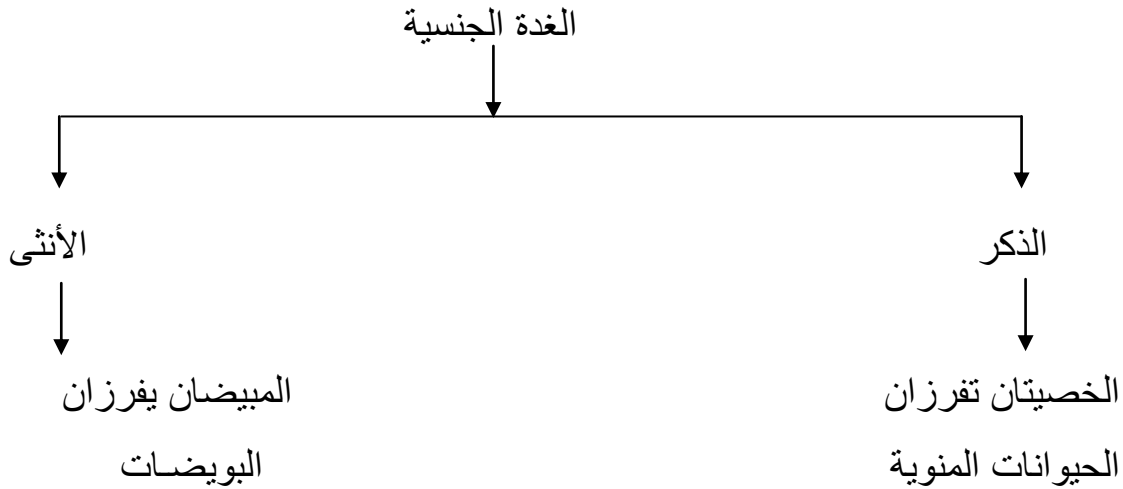 الغدة الجنسية
الذكر
الأنثى
الخصيتان تفرزان
الحيوانات المنوية
المبيضان يفرزان
البويضات